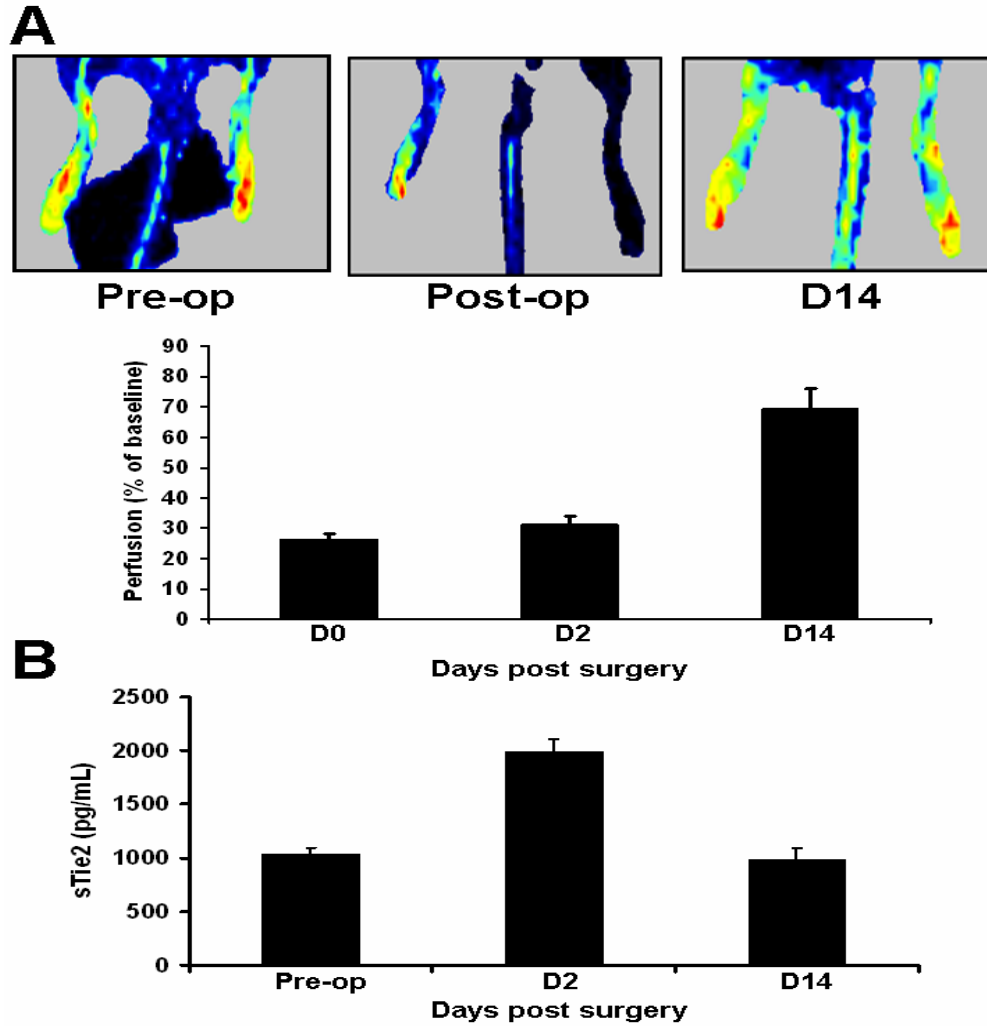 A
Pre-op Post-op D14
Perfusion (% of baseline)
90
80
70
60
50
40
30
20
10
0
D0 D2 D14
Days post surgery
B
sTie2 (pg/mL)
2500
2000
1500
1000
500
0
Pre-op D2 D14
Days post surgery